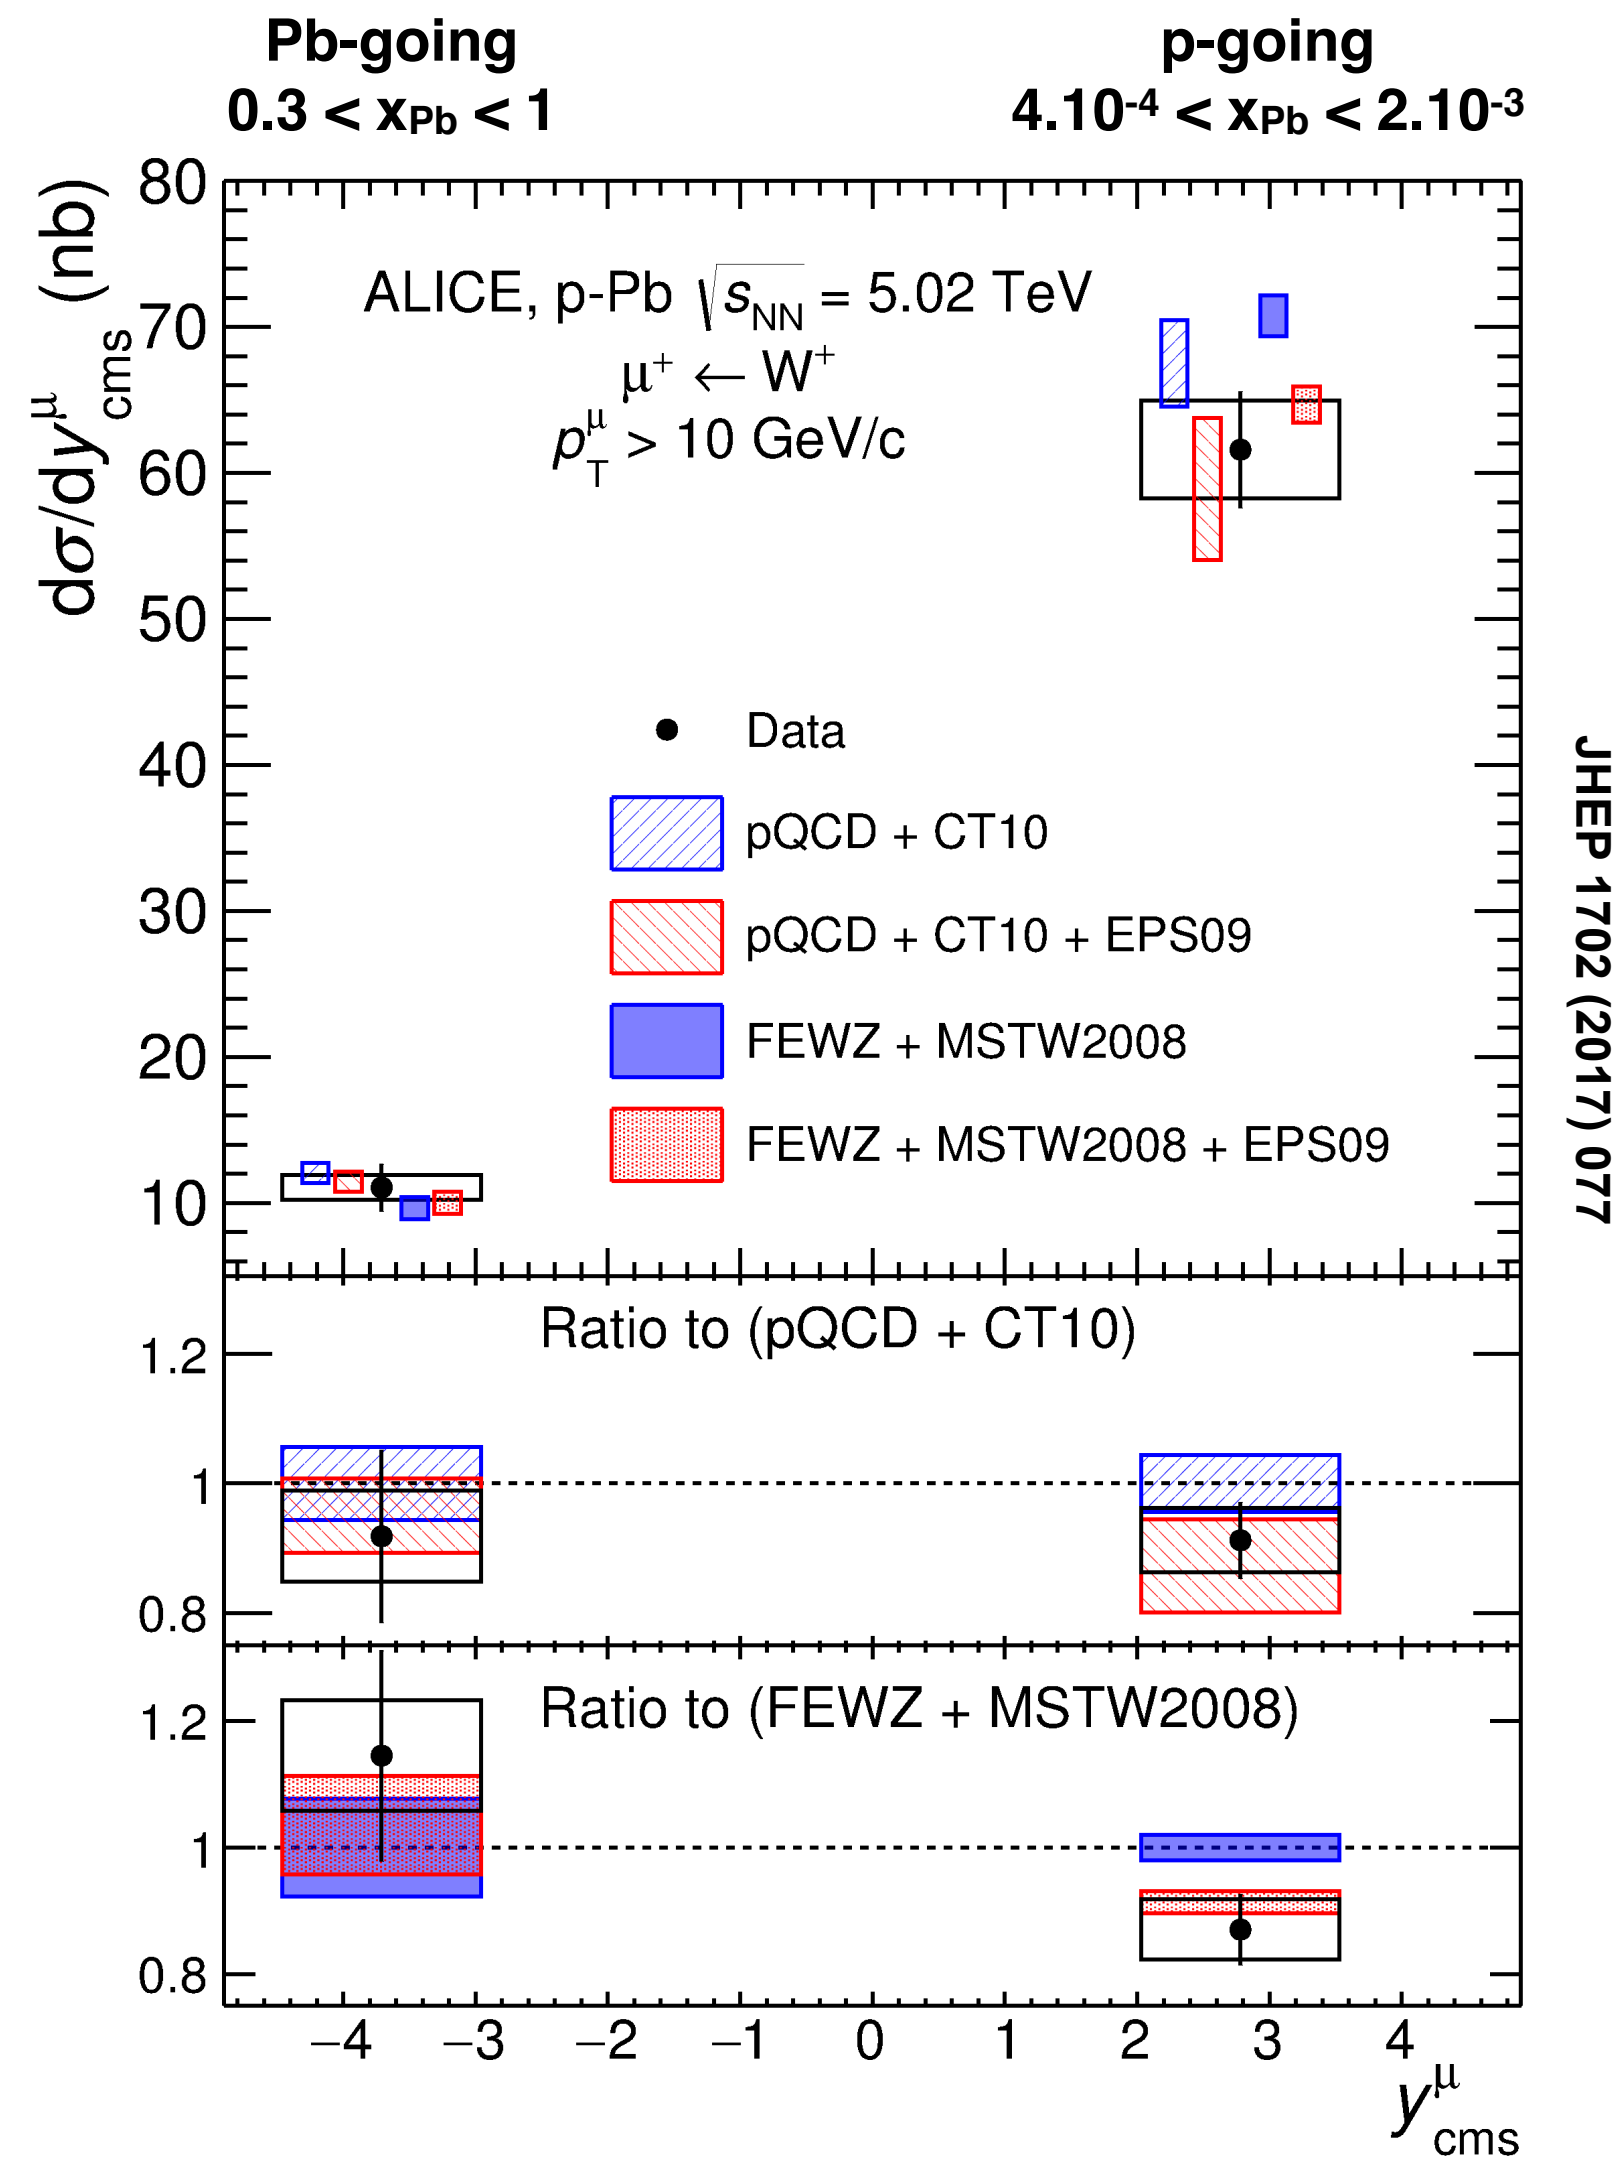 Pb-going
0.3 < xPb < 1
p-going
4.10-4 < xPb < 2.10-3
dσ/dyμcms (nb)
80
70
60
50
40
30
20
10
ALICE, p-Pb √sNN = 5.02 TeV
μ+ ← W+
pμT > 10 GeV/c
Data
pQCD + CT10
pQCD + CT10 + EPS09
FEWZ + MSTW2008
FEWZ + MSTW2008 + EPS09
JHEP 1702 (2017) 077
Ratio to (pQCD + CT10)
1.2
1
0.8
Ratio to (FEWZ + MSTW2008)
1.2
1
0.8
−4 −3 −2 −1 0 1 2 3 4
yμcms